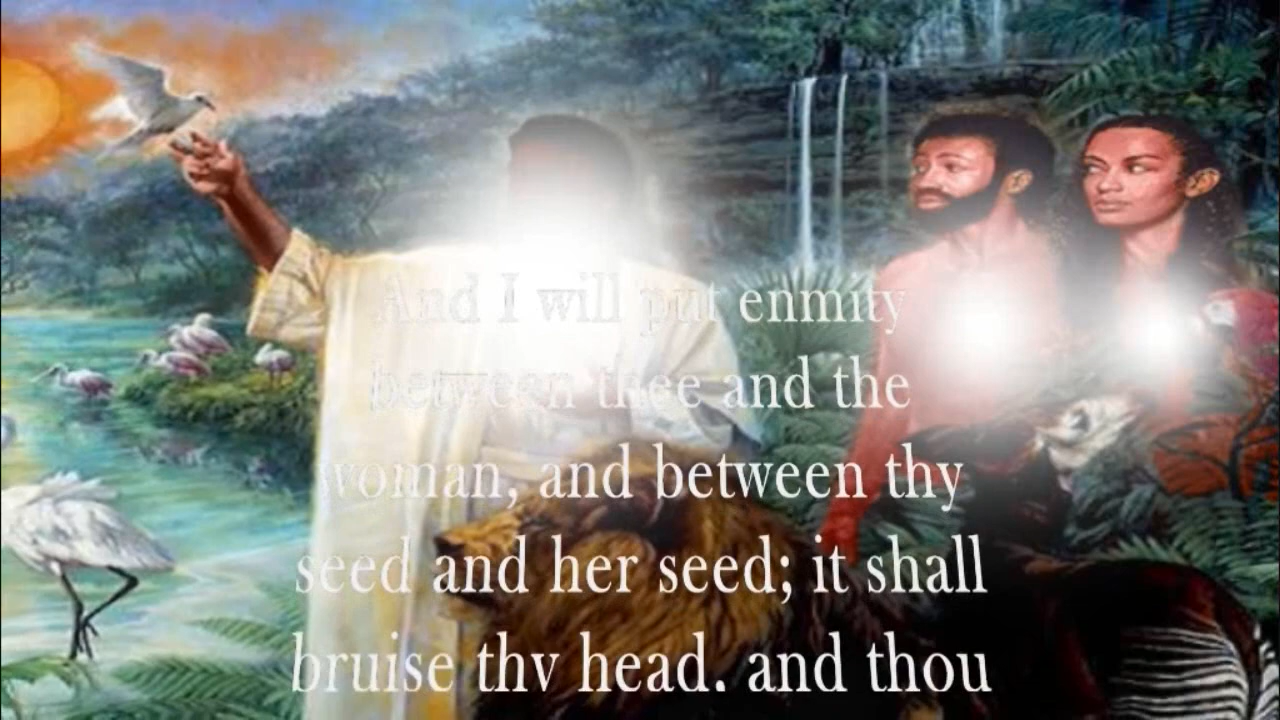 And I will put enmity
between thee and the
woman, and between thy
seed and her seed; it shall
bruise thy head, and thou